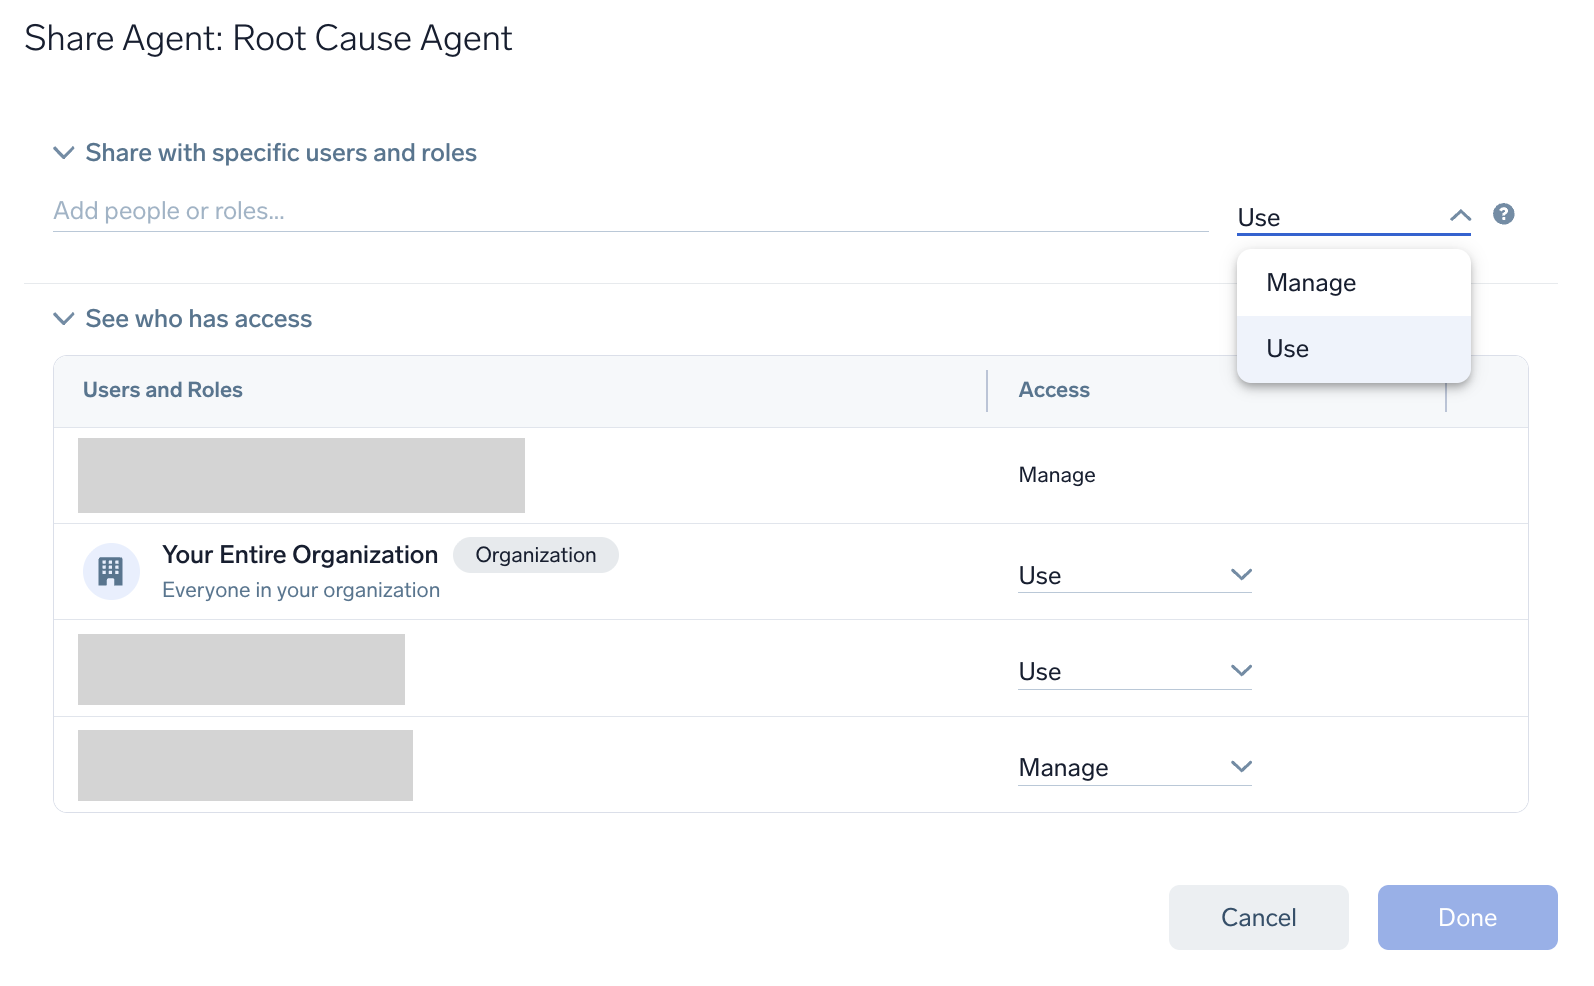 Share Agent: Root Cause Agent
Share with specific users and roles
Add people or roles...
Use
?
Manage
Use
See who has access
Users and Roles
Access
Manage
Your Entire Organization
Organization
Everyone in your organization
Use
Use
Manage
Cancel
Done